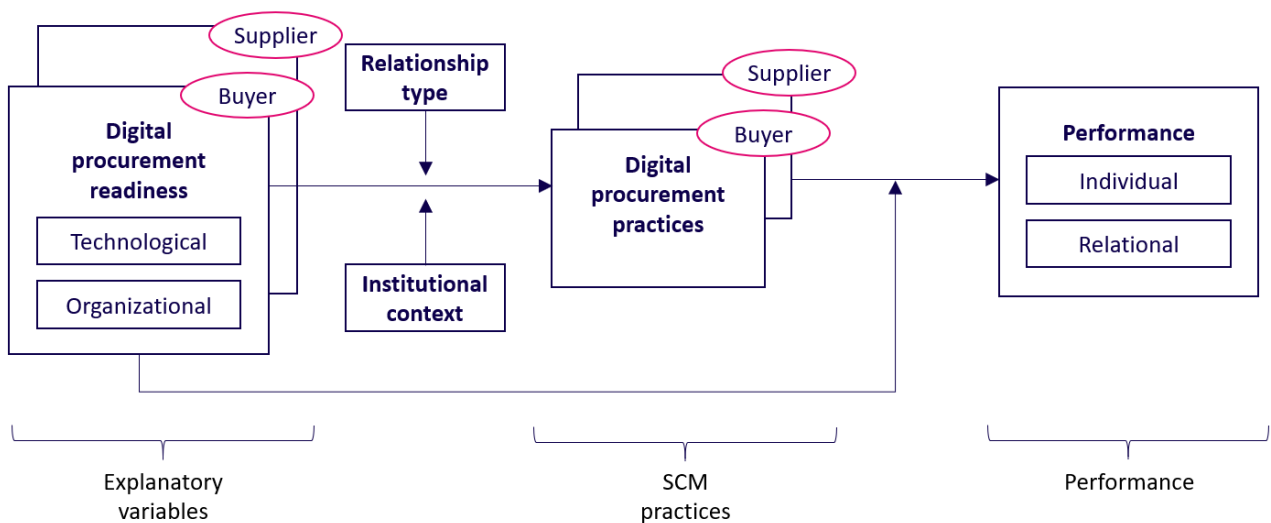 Supplier
Buyer
Digital
procurement
readiness
Technological
Organizational
Relationship
type
Institutional
context
Supplier
Buyer
Digital
procurement
practices
Performance
Individual
Relational
Explanatory
variables
SCM
practices
Performance